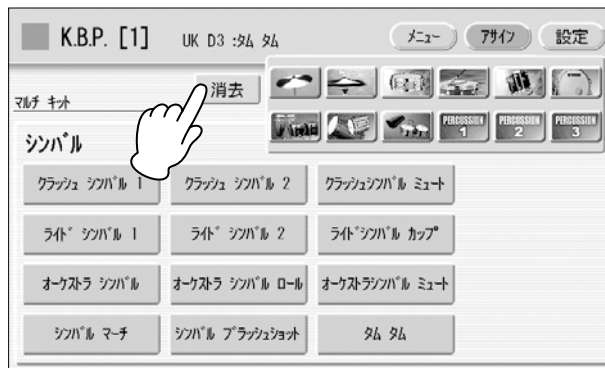 K.B.P. [1] UK D3 :ﾀﾑ ﾀﾑ ﾒﾆｭｰ ｱｻｲﾝ 設定
消去
ﾏﾙﾁ ｷｯﾄ
PERCUSSION 1 PERCUSSION 2 PERCUSSION 3
ｼﾝﾊﾞﾙ
ｸﾗｯｼｭ ｼﾝﾊﾞﾙ 1 ｸﾗｯｼｭ ｼﾝﾊﾞﾙ 2 ｸﾗｯｼｭｼﾝﾊﾞﾙ ﾐｭｰﾄ
ﾗｲﾄﾞ ｼﾝﾊﾞﾙ 1 ﾗｲﾄﾞ ｼﾝﾊﾞﾙ 2 ﾗｲﾄﾞｼﾝﾊﾞﾙ ｶｯﾌﾟ
ｵｰｹｽﾄﾗ ｼﾝﾊﾞﾙ ｵｰｹｽﾄﾗ ｼﾝﾊﾞﾙ ﾛｰﾙ ｵｰｹｽﾄﾗｼﾝﾊﾞﾙ ﾐｭｰﾄ
ｼﾝﾊﾞﾙ ﾏｰﾁ ｼﾝﾊﾞﾙ ﾌﾞﾗｯｼｭｼｮｯﾄ ﾀﾑ ﾀﾑ